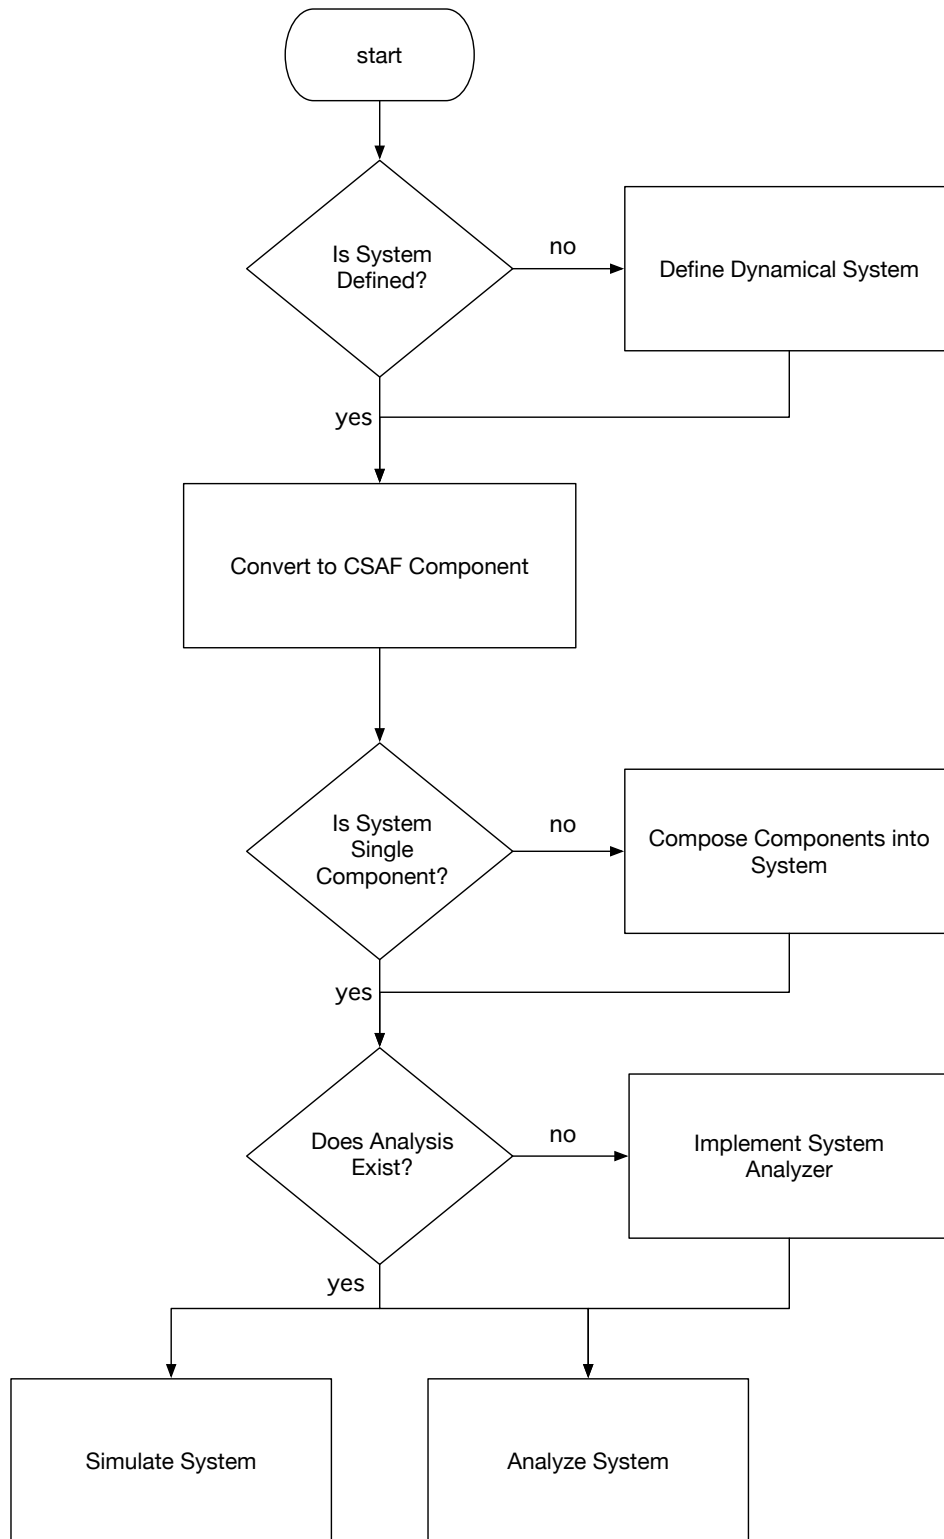 start
Is System
Defined?
no
Define Dynamical System
yes
Convert to CSAF Component
Is System
Single
Component?
no
Compose Components into
System
yes
Does Analysis
Exist?
no
Implement System
Analyzer
yes
Simulate System
Analyze System